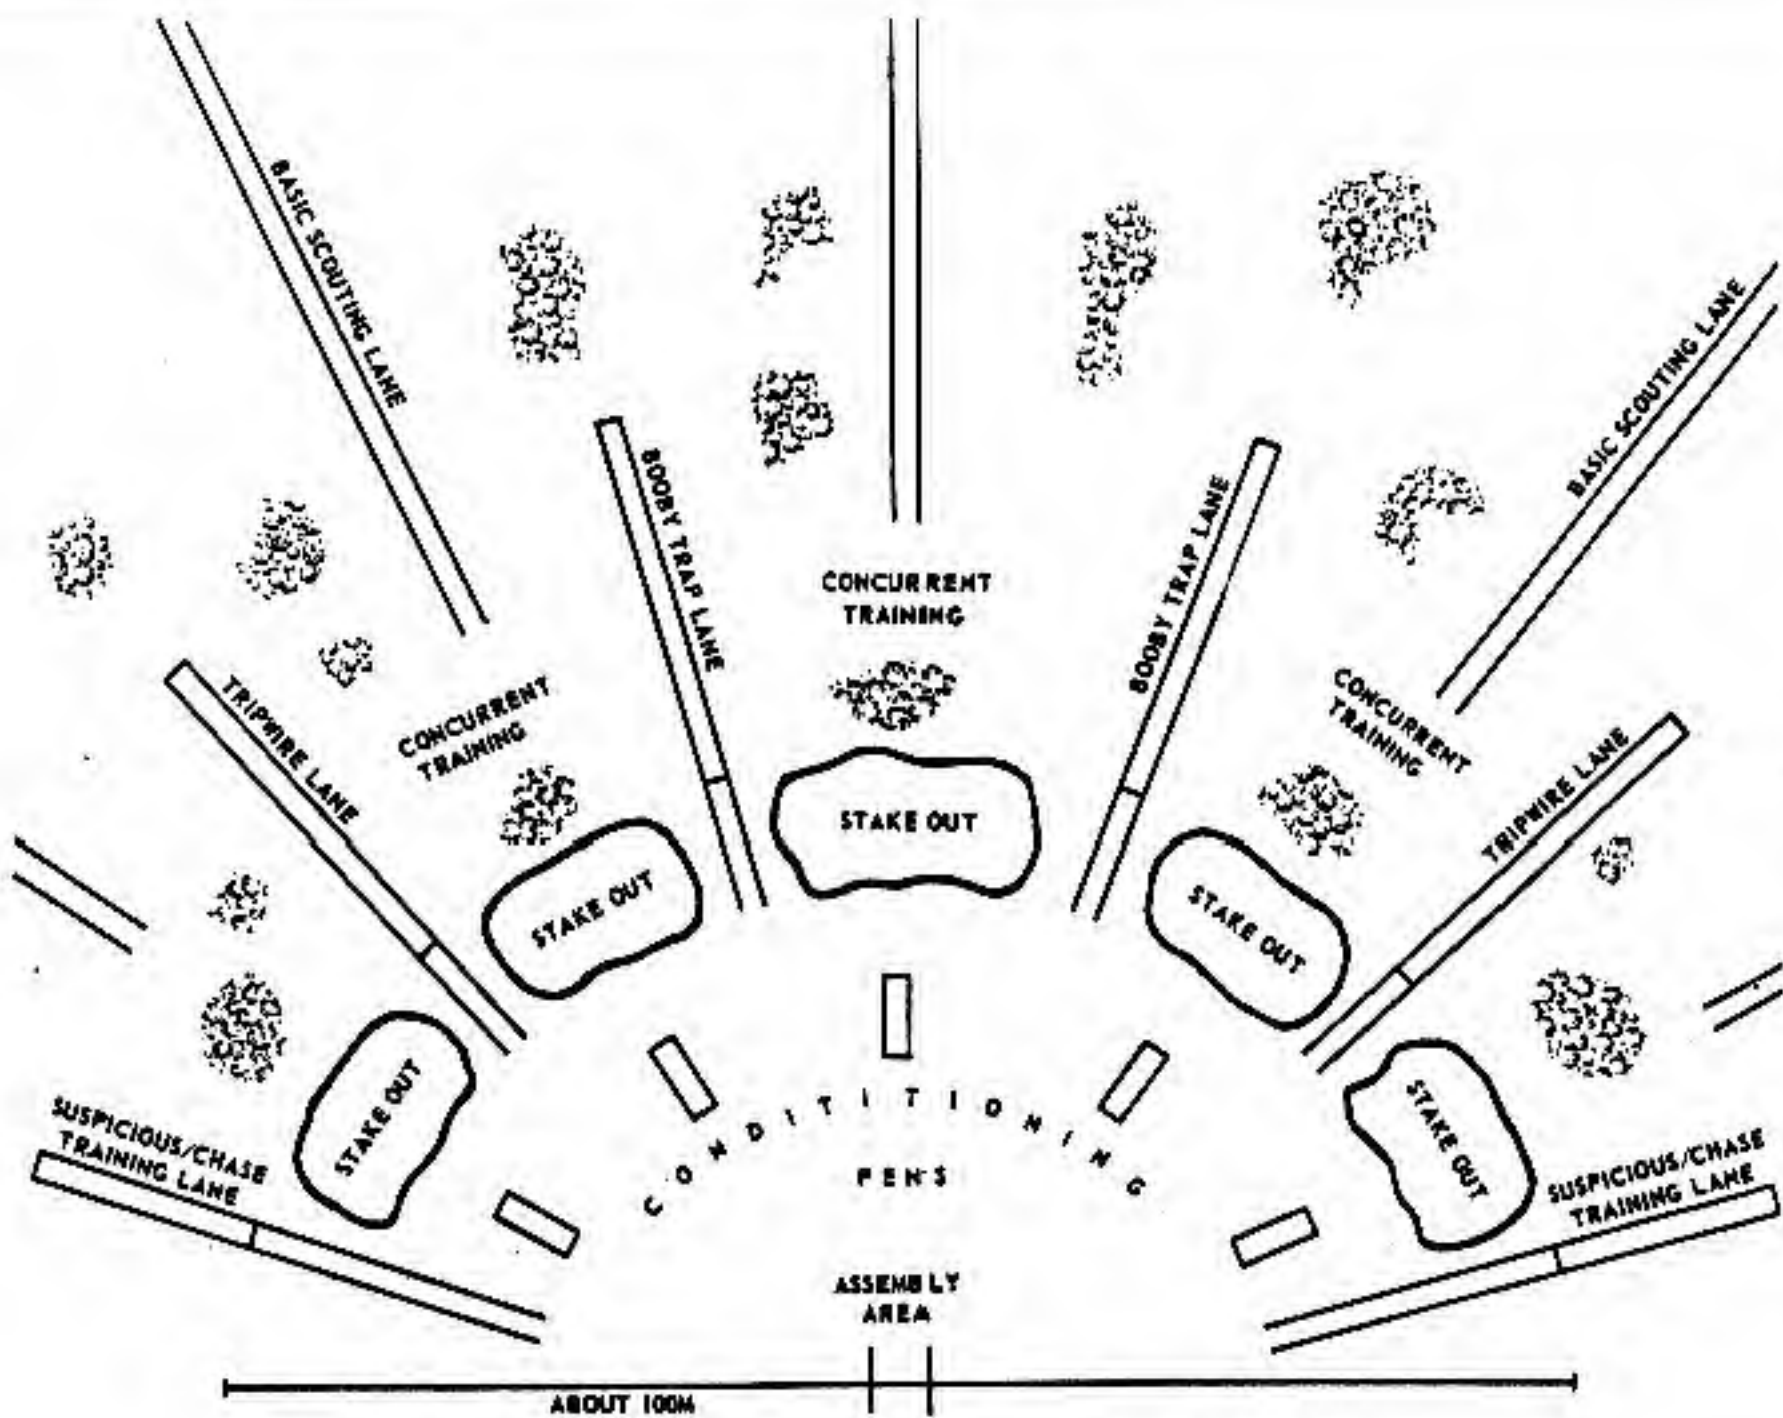 BASIC SCOUTING LANE
BASIC SCOUTING LANE
BOOBY TRAP LANE
BOOBY TRAP LANE
CONCURRENT
TRAINING
TRIPWIRE LANE
CONCURRENT
TRAINING
CONCURRENT
TRAINING
TRIPWIRE LANE
STAKE OUT
STAKE OUT
STAKE OUT
STAKE OUT
STAKE OUT
SUSPICIOUS/CHASE
TRAINING LANE
SUSPICIOUS/CHASE
TRAINING LANE
CONDITITIONING
PENS
ASSEMBLY
AREA
ABOUT 100M